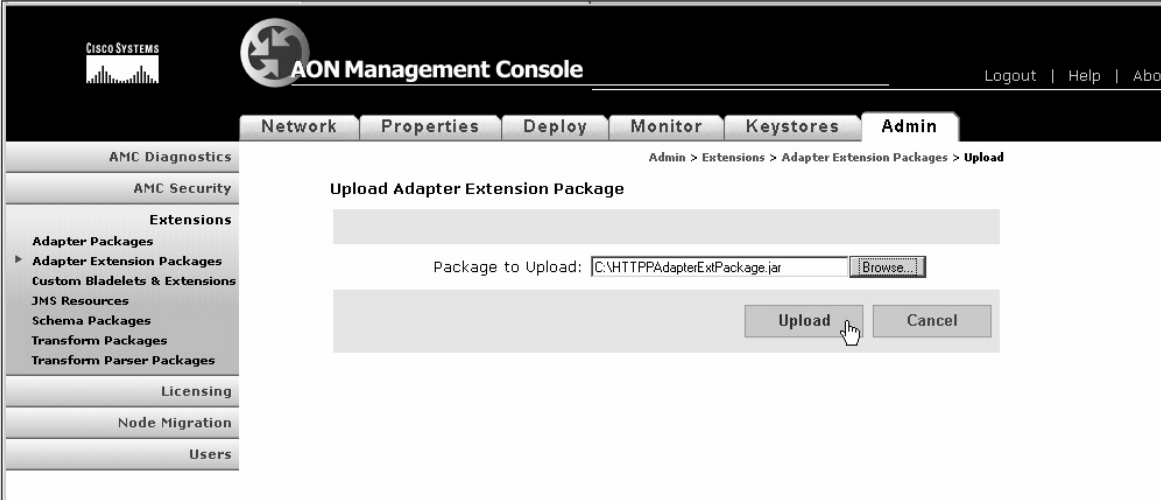 CISCO SYSTEMS
AON Management Console
Logout | Help | Abo
Network Properties Deploy Monitor Keystores Admin
AMC Diagnostics
AMC Security
Extensions
Adapter Packages
Adapter Extension Packages
Custom Bladelets & Extensions
JMS Resources
Schema Packages
Transform Packages
Transform Parser Packages
Licensing
Node Migration
Users
Admin > Extensions > Adapter Extension Packages > Upload
Upload Adapter Extension Package
Package to Upload: C:\HTTPPAdapterExtPackage.jar Browse...
Upload Cancel